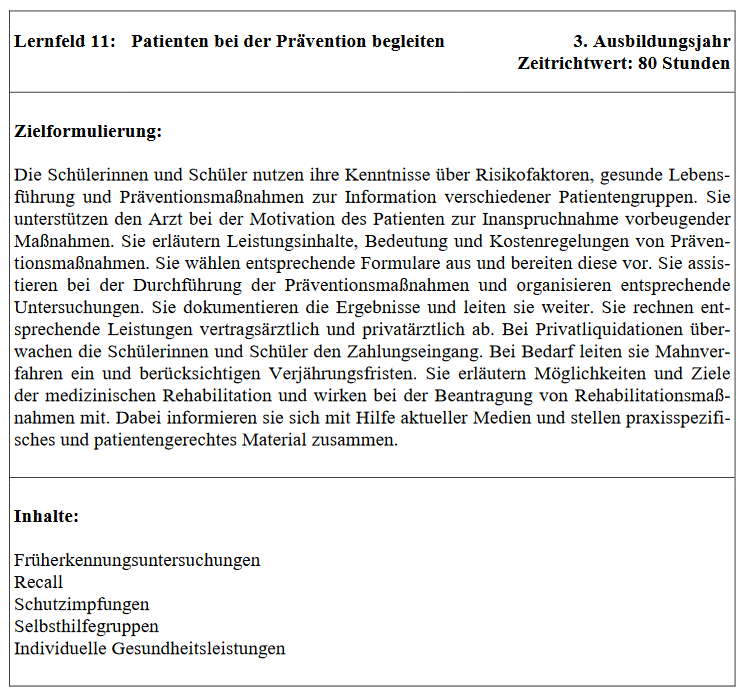 Lernfeld 11: Patienten bei der Prävention begleiten 3. Ausbildungsjahr
Zeitrichtwert: 80 Stunden
Zielformulierung:
Die Schülerinnen und Schüler nutzen ihre Kenntnisse über Risikofaktoren, gesunde Lebens-
führung und Präventionsmaßnahmen zur Information verschiedener Patientengruppen. Sie
unterstützen den Arzt bei der Motivation des Patienten zur Inanspruchnahme vorbeugender
Maßnahmen. Sie erläutern Leistungsinhalte, Bedeutung und Kostenregelungen von Präven-
tionsmaßnahmen. Sie wählen entsprechende Formulare aus und bereiten diese vor. Sie assis-
tieren bei der Durchführung der Präventionsmaßnahmen und organisieren entsprechende
Untersuchungen. Sie dokumentieren die Ergebnisse und leiten sie weiter. Sie rechnen ent-
sprechende Leistungen vertragsärztlich und privatärztlich ab. Bei Privatliquidationen über-
wachen die Schülerinnen und Schüler den Zahlungseingang. Bei Bedarf leiten sie Mahnver-
fahren ein und berücksichtigen Verjährungsfristen. Sie erläutern Möglichkeiten und Ziele
der medizinischen Rehabilitation und wirken bei der Beantragung von Rehabilitationsmaß-
nahmen mit. Dabei informieren sie sich mit Hilfe aktueller Medien und stellen praxisspezifi-
sches und patientengerechtes Material zusammen.
Inhalte:
Früherkennungsuntersuchungen
Recall
Schutzimpfungen
Selbsthilfegruppen
Individuelle Gesundheitsleistungen